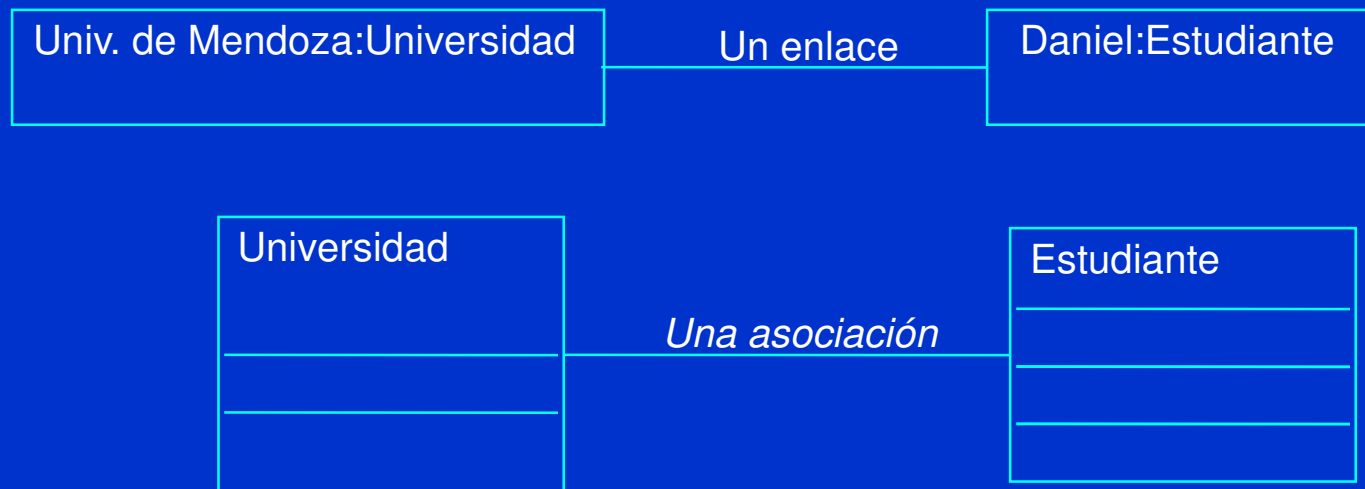 Univ. de Mendoza:Universidad
Un enlace
Daniel:Estudiante
Universidad
Estudiante
Una asociación